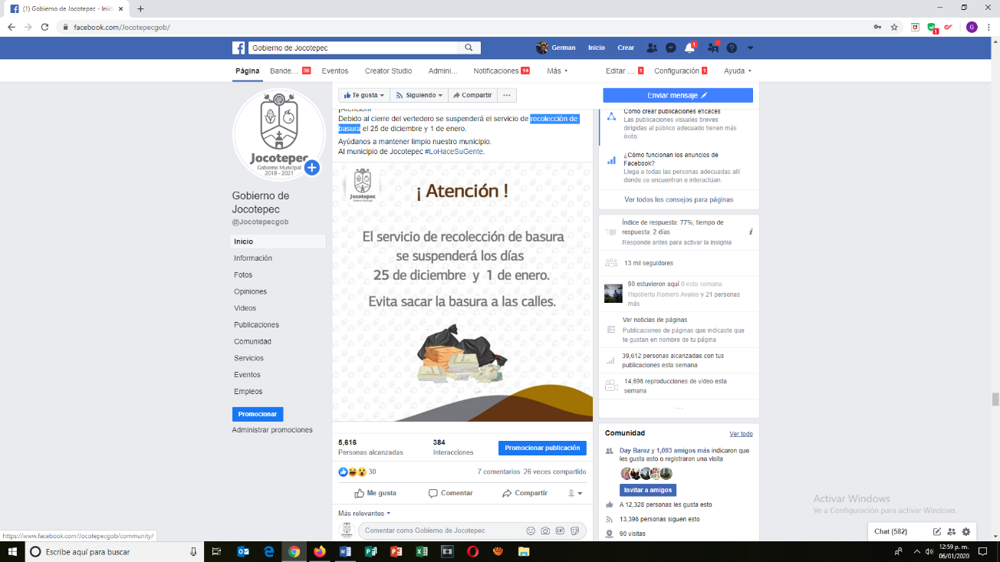 (1) Gobierno de Jocotepec - Inici
facebook.com/Jocotepecgob/
G
Gobierno de Jocotepec
German Inicio Crear 1
Página Bande... 36 Eventos Creator Studio Admini... Notificaciones 14 Más Editar ... 1 Configuración 1 Ayuda
Te gusta Siguiendo Compartir ...
Enviar mensaje
Jocotepec
Gobierno Municipal
2018 - 2021
Gobierno de
Jocotepec
@Jocotepecgob
Inicio
Información
Fotos
Opiniones
Videos
Publicaciones
Comunidad
Servicios
Eventos
Empleos
Promocionar
Administrar promociones
¡Atención!
Debido al cierre del vertedero se suspenderá el servicio de recolección de
basura el 25 de diciembre y 1 de enero.
Ayúdanos a mantener limpio nuestro municipio.
Al municipio de Jocotepec #LoHaceSuGente.
Jocotepec
¡ Atención !
El servicio de recolección de basura
se suspenderá los días
25 de diciembre y 1 de enero.
Evita sacar la basura a las calles.
5,616
Personas alcanzadas
384
Interacciones
Promocionar publicación
30
7 comentarios 26 veces compartido
Me gusta Comentar Compartir
Más relevantes
Comentar como Gobierno de Jocotepec
GIF
Cómo crear publicaciones eficaces
Las publicaciones visuales breves
dirigidas al público adecuado tienen más
éxito.
¿Cómo funcionan los anuncios de
Facebook?
Llega a todas las personas adecuadas allí
donde se encuentran e interactúan.
Ver todos los consejos para páginas
Índice de respuesta: 77%; tiempo de
respuesta: 2 días
Responde antes para activar la insignia
13 mil seguidores
90 estuvieron aquí 0 esta semana
Rigoberto Romero Avalos y 21 personas
más
Ver noticias de páginas
Publicaciones de páginas que indicaste que
te gustan en nombre de tu página
39,612 personas alcanzadas con tus
publicaciones esta semana
14,696 reproducciones de video esta
semana
...
Comunidad Ver todo
Day Barez y 1,093 amigos más indicaron que
les gusta esto o registraron una visita
Invitar a amigos
A 12,328 personas les gusta esto
13,396 personas siguen esto
90 visitas
Activar Windows
Ve a Configuración para activar Windows.
Chat (582)
https://www.facebook.com/Jocotepecgob/community/
Escribe aquí para buscar
12:59 p. m.
06/01/2020